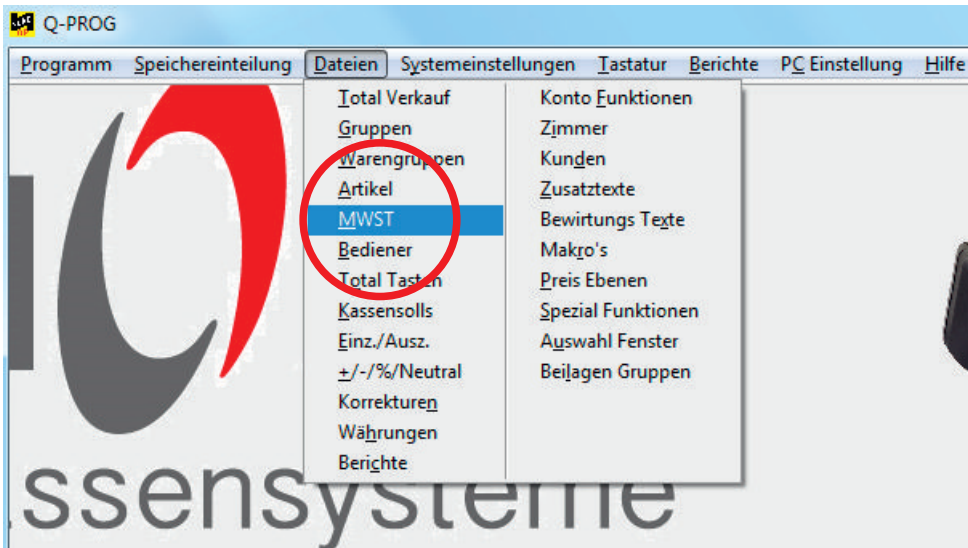 Q-PROG
Programm Speichereinteilung Dateien Systemeinstellungen Tastatur Berichte PC Einstellung Hilfe
Total Verkauf
Gruppen
Warengruppen
Artikel
MWST
Bediener
Total Tasten
Kassensolls
Einz./Ausz.
+/-/%/Neutral
Korrekturen
Währungen
Berichte
Konto Funktionen
Zimmer
Kunden
Zusatztexte
Bewirtungs Texte
Makro's
Preis Ebenen
Spezial Funktionen
Auswahl Fenster
Beilagen Gruppen
ssensysteme